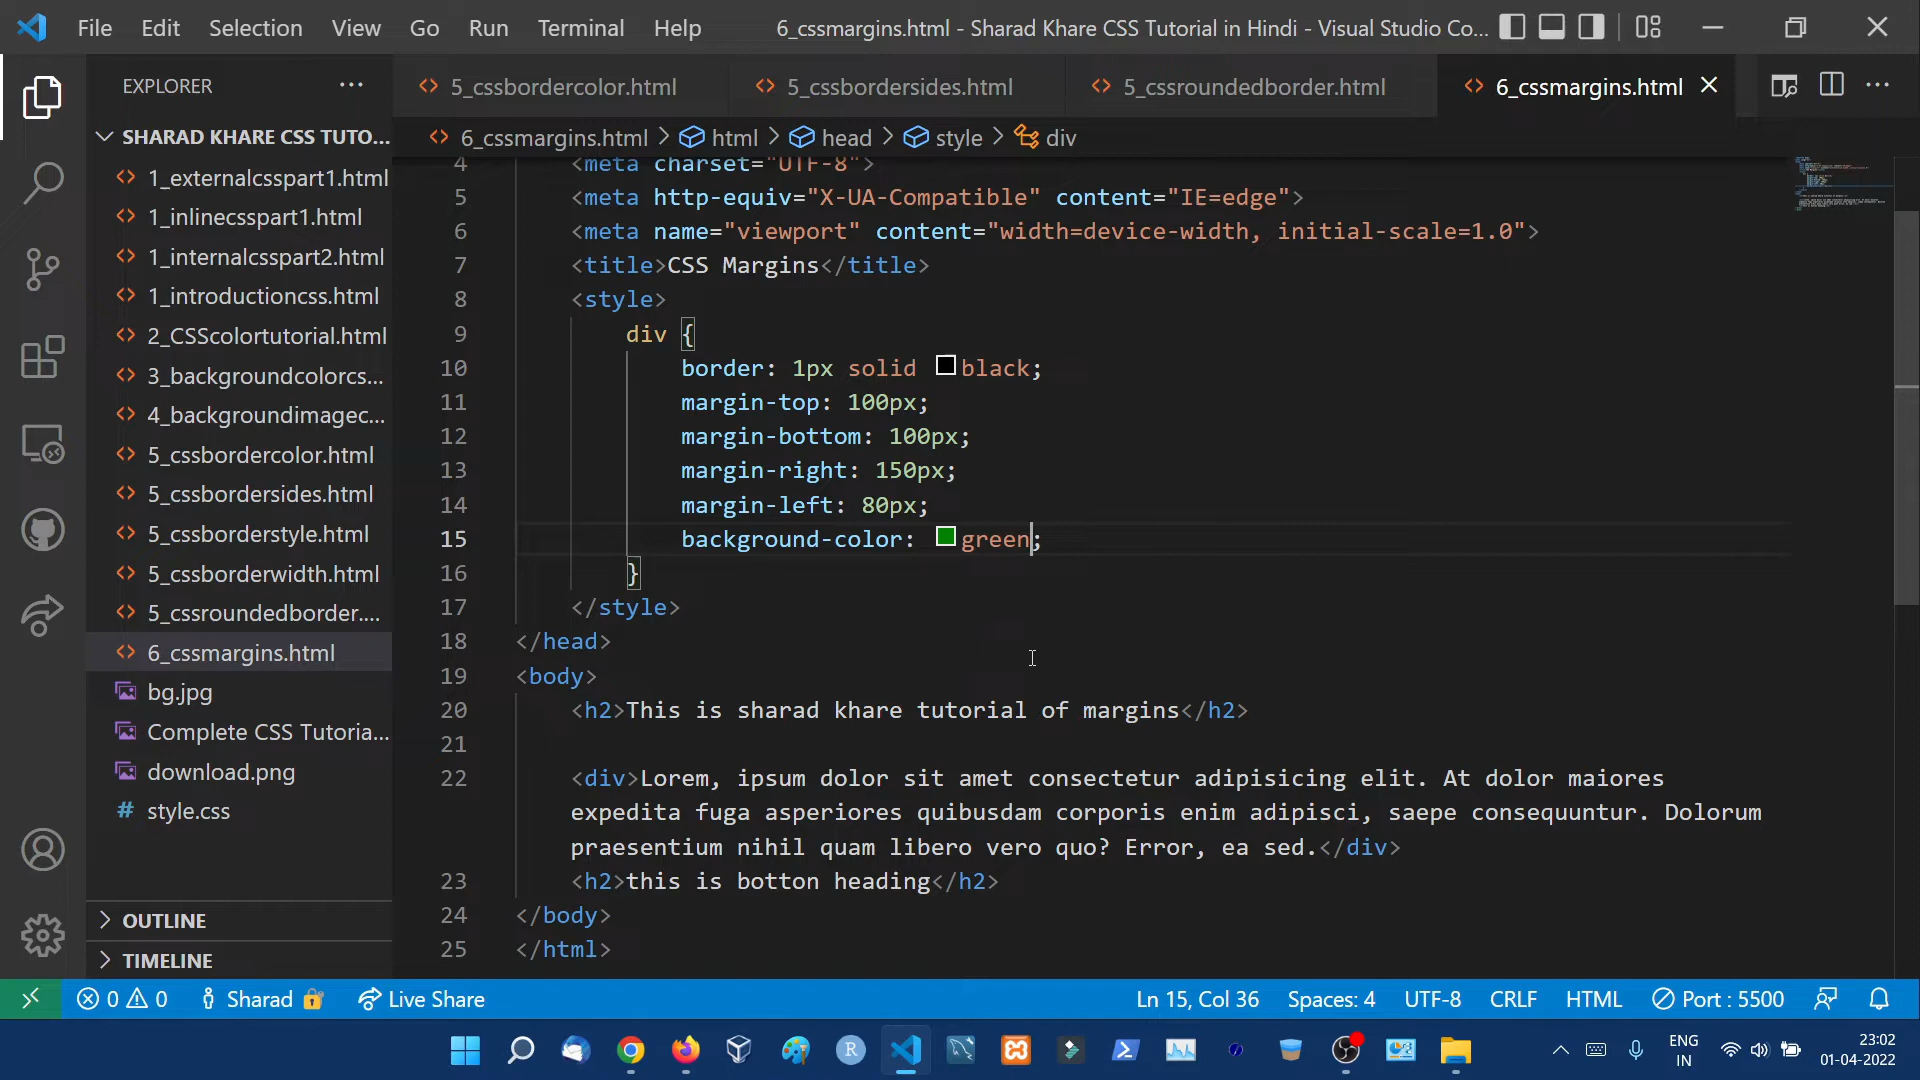 File Edit Selection View Go Run Terminal Help
6_cssmargins.html - Sharad Khare CSS Tutorial in Hindi - Visual Studio Co...
EXPLORER
5_cssbordercolor.html
5_cssbordersides.html
5_cssroundedborder.html
6_cssmargins.html
SHARAD KHARE CSS TUTO...
1_externalcsspart1.html
1_inlinecsspart1.html
1_internalcsspart2.html
1_introductioncss.html
2_CSScolortutorial.html
3_backgroundcolorcs...
4_backgroundimagec...
5_cssbordercolor.html
5_cssbordersides.html
5_cssborderstyle.html
5_cssborderwidth.html
5_cssroundedborder....
6_cssmargins.html
bg.jpg
Complete CSS Tutoria...
download.png
# style.css
OUTLINE
TIMELINE
6_cssmargins.html > html > head > style > div
4 <meta charset="UTF-8">
5 <meta http-equiv="X-UA-Compatible" content="IE=edge">
6 <meta name="viewport" content="width=device-width, initial-scale=1.0">
7 <title>CSS Margins</title>
8 <style>
9 div {
10 border: 1px solid black;
11 margin-top: 100px;
12 margin-bottom: 100px;
13 margin-right: 150px;
14 margin-left: 80px;
15 background-color: green;
16 }
17 </style>
18 </head>
19 <body>
20 <h2>This is sharad khare tutorial of margins</h2>
21
22 <div>Lorem, ipsum dolor sit amet consectetur adipisicing elit. At dolor maiores
expedita fuga asperiores quibusdam corporis enim adipisci, saepe consequuntur. Dolorum
praesentium nihil quam libero vero quo? Error, ea sed.</div>
23 <h2>this is botton heading</h2>
24 </body>
25 </html>
0 0 Sharad Live Share
Ln 15, Col 36 Spaces: 4 UTF-8 CRLF HTML Port : 5500
R
ENG
IN
23:02
01-04-2022